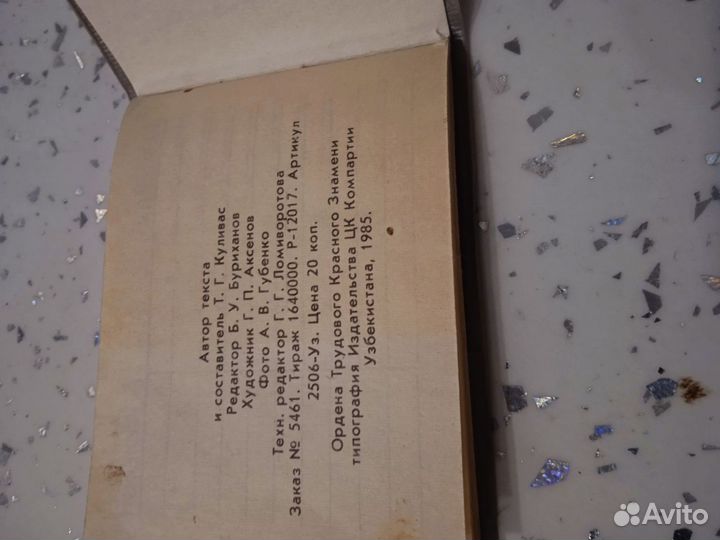 Автор текста
и составитель Т. Г. Куливас
Редактор Б. У. Буриханов
Художник Г. П. Аксенов
Фото А. В. Губенко
Техн. редактор Г. Г. Ломиворотова
Заказ № 5461. Тираж 1640000. Р-12017. Артикул
2506-Уз. Цена 20 коп.
Ордена Трудового Красного Знамени
типография Издательства ЦК Компартии
Узбекистана, 1985.
Avito